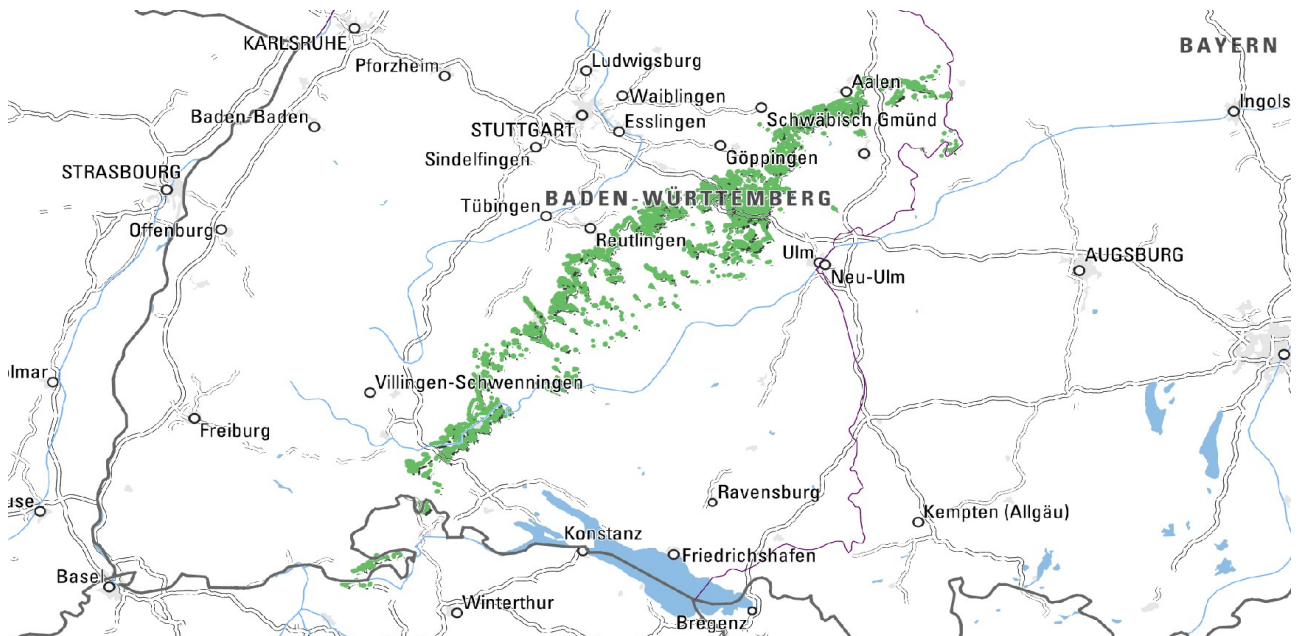 KARLSRUHE
BAYERN
Pforzheim
Ludwigsburg
Aalen
Waiblingen
Ingols
Baden-Baden
STUTTGART
Esslingen
Schwäbisch Gmünd
Sindelfingen
Göppingen
STRASBOURG
BADEN-WÜRTTEMBERG
Tübingen
Offenburg
Reutlingen
Ulm
AUGSBURG
Neu-Ulm
olmar
Villingen-Schwenningen
Freiburg
Ravensburg
use
Kempten (Allgäu)
Konstanz
Friedrichshafen
Basel
Winterthur
Bregenz